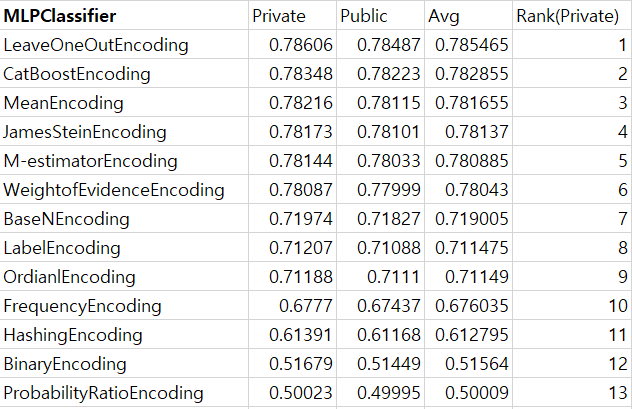 MLPClassifier Private Public Avg Rank(Private)
LeaveOneOutEncoding 0.78606 0.78487 0.785465 1
CatBoostEncoding 0.78348 0.78223 0.782855 2
MeanEncoding 0.78216 0.78115 0.781655 3
JamesSteinEncoding 0.78173 0.78101 0.78137 4
M-estimatorEncoding 0.78144 0.78033 0.780885 5
WeightofEvidenceEncoding 0.78087 0.77999 0.78043 6
BaseNEncoding 0.71974 0.71827 0.719005 7
LabelEncoding 0.71207 0.71088 0.711475 8
OrdianlEncoding 0.71188 0.7111 0.71149 9
FrequencyEncoding 0.6777 0.67437 0.676035 10
HashingEncoding 0.61391 0.61168 0.612795 11
BinaryEncoding 0.51679 0.51449 0.51564 12
ProbabilityRatioEncoding 0.50023 0.49995 0.50009 13